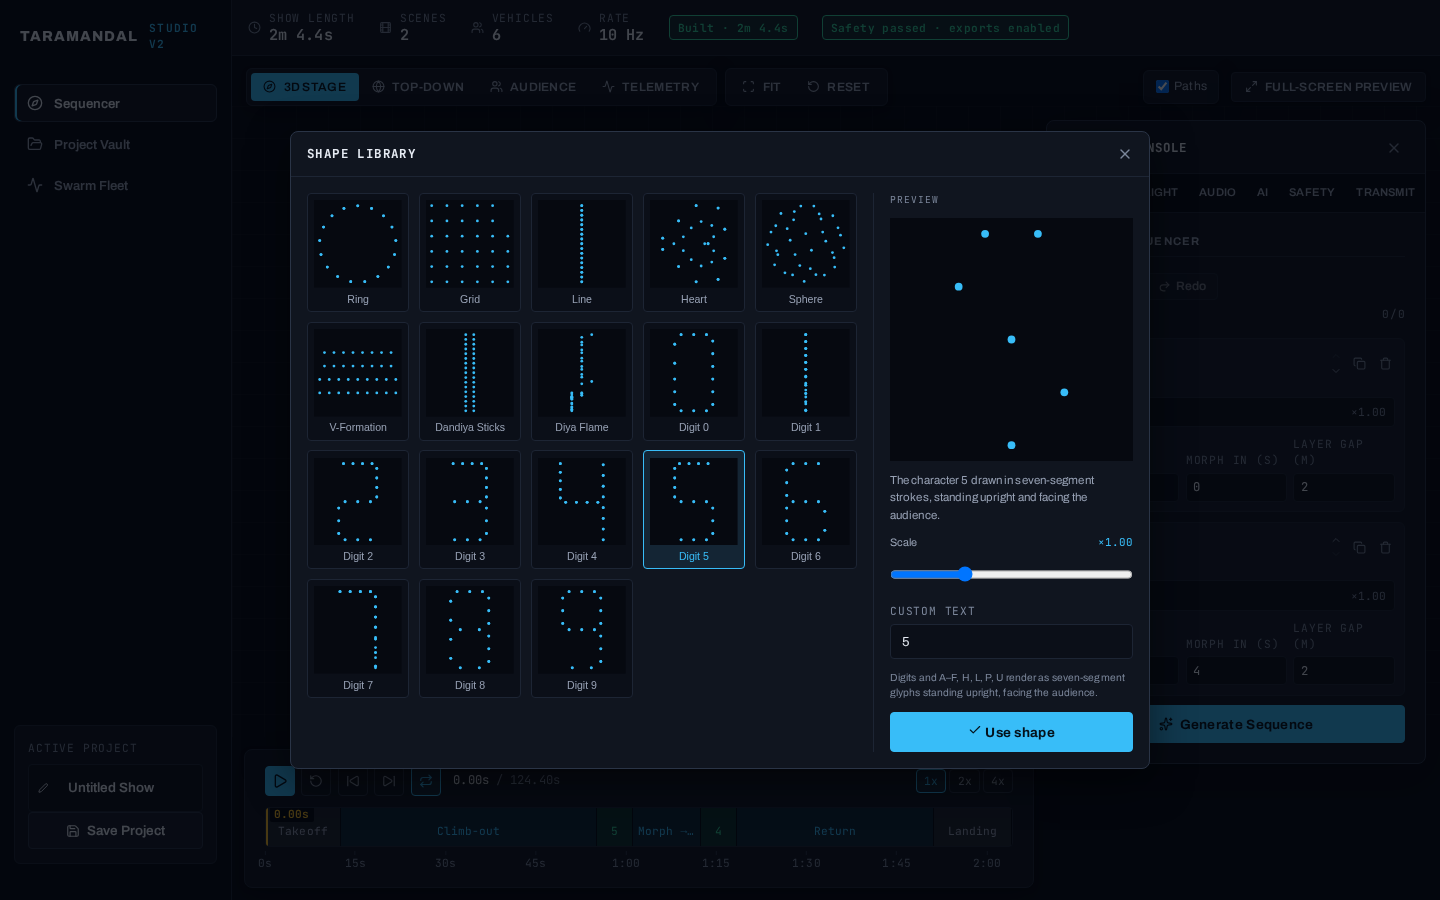 TARAMANDAL
STUDIO V2
Sequencer
Project Vault
Swarm Fleet
ACTIVE PROJECT
Untitled Show
Save Project
SHOW LENGTH
2m 4.4s
SCENES
2
VEHICLES
6
RATE
10 Hz
Built · 2m 4.4s
Safety passed · exports enabled
3D STAGE
TOP-DOWN
AUDIENCE
TELEMETRY
FIT
RESET
Paths
FULL-SCREEN PREVIEW
SHAPE LIBRARY
Ring
Grid
Line
Heart
Sphere
V-Formation
Dandiya Sticks
Diya Flame
Digit 0
Digit 1
Digit 2
Digit 3
Digit 4
Digit 5
Digit 6
Digit 7
Digit 8
Digit 9
PREVIEW
The character 5 drawn in seven-segment
strokes, standing upright and facing the
audience.
Scale
×1.00
CUSTOM TEXT
5
Digits and A–F, H, L, P, U render as seven-segment
glyphs standing upright, facing the audience.
Use shape
NSOLE
IGHT
AUDIO
AI
SAFETY
TRANSMIT
UENCER
Redo
0/0
×1.00
MORPH IN (S)
LAYER GAP (M)
0
2
×1.00
MORPH IN (S)
LAYER GAP (M)
4
2
Generate Sequence
0.00s / 124.40s
1x
2x
4x
0.00s
Takeoff
Climb-out
5
Morph →…
4
Return
Landing
0s
15s
30s
45s
1:00
1:15
1:30
1:45
2:00